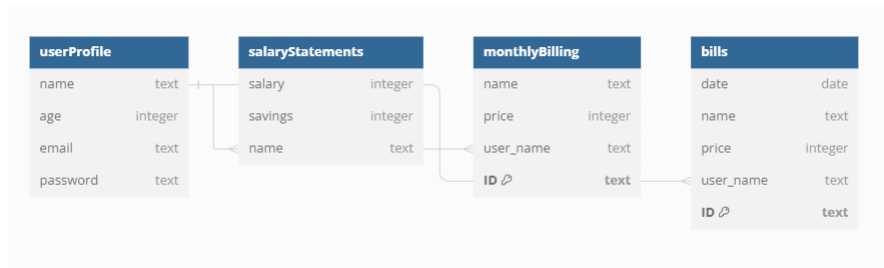 userProfile
name text
age integer
email text
password text
salaryStatements
salary integer
savings integer
name text
monthlyBilling
name text
price integer
user_name text
ID text
bills
date date
name text
price integer
user_name text
ID text